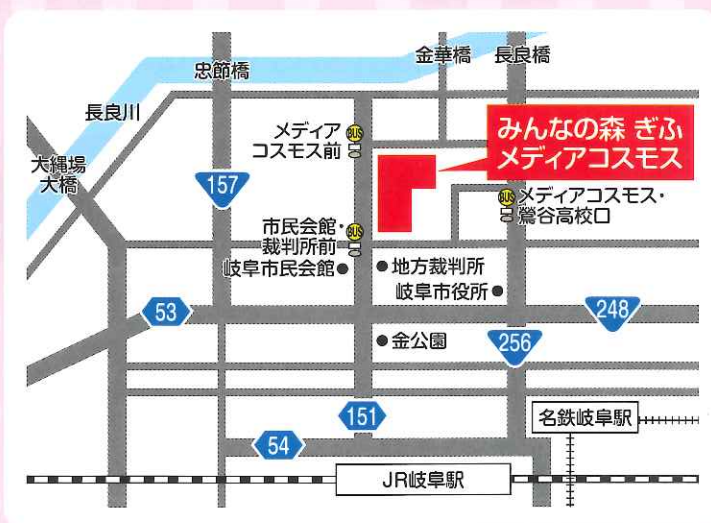 金華橋
長良橋
忠節橋
長良川
メディア
コスモス前
BUS
みんなの森 ぎふ
メディアコスモス
大縄場
大橋
157
BUS
メディアコスモス・
鶯谷高校口
市民会館・
裁判所前
BUS
岐阜市民会館
地方裁判所
岐阜市役所
53
248
金公園
256
151
名鉄岐阜駅
54
JR岐阜駅